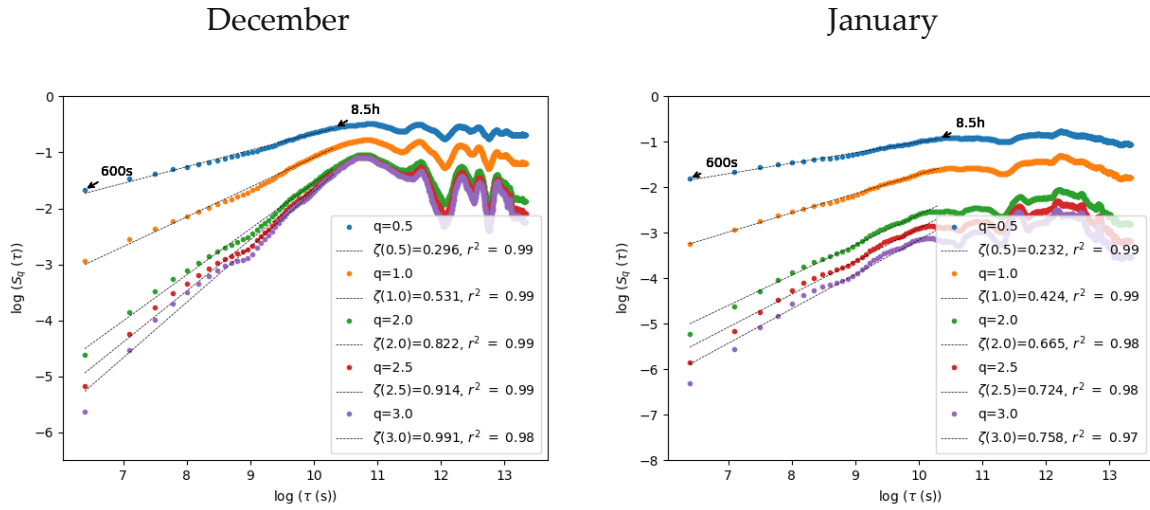 December
January
0
−1
−2
−3
−4
−5
−6
log (Sq (τ))
600s
8.5h
q=0.5
ζ(0.5)=0.296, r² = 0.99
q=1.0
ζ(1.0)=0.531, r² = 0.99
q=2.0
ζ(2.0)=0.822, r² = 0.99
q=2.5
ζ(2.5)=0.914, r² = 0.99
q=3.0
ζ(3.0)=0.991, r² = 0.98
7 8 9 10 11 12 13
log (τ (s))
0
−1
−2
−3
−4
−5
−6
−7
−8
log (Sq (τ))
600s
8.5h
q=0.5
ζ(0.5)=0.232, r² = 0.99
q=1.0
ζ(1.0)=0.424, r² = 0.99
q=2.0
ζ(2.0)=0.665, r² = 0.98
q=2.5
ζ(2.5)=0.724, r² = 0.98
q=3.0
ζ(3.0)=0.758, r² = 0.97
7 8 9 10 11 12 13
log (τ (s))